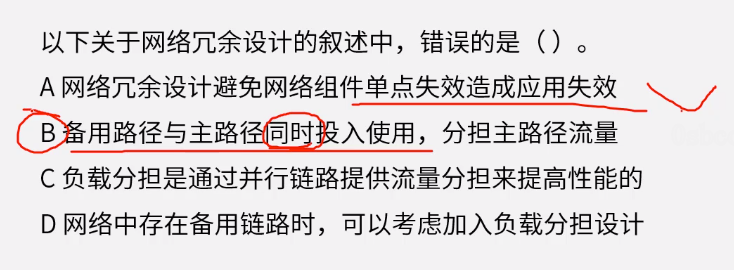 以下关于网络冗余设计的叙述中，错误的是（ ）。
A 网络冗余设计避免网络组件单点失效造成应用失效
B 备用路径与主路径同时投入使用，分担主路径流量
C 负载分担是通过并行链路提供流量分担来提高性能的
D 网络中存在备用链路时，可以考虑加入负载分担设计